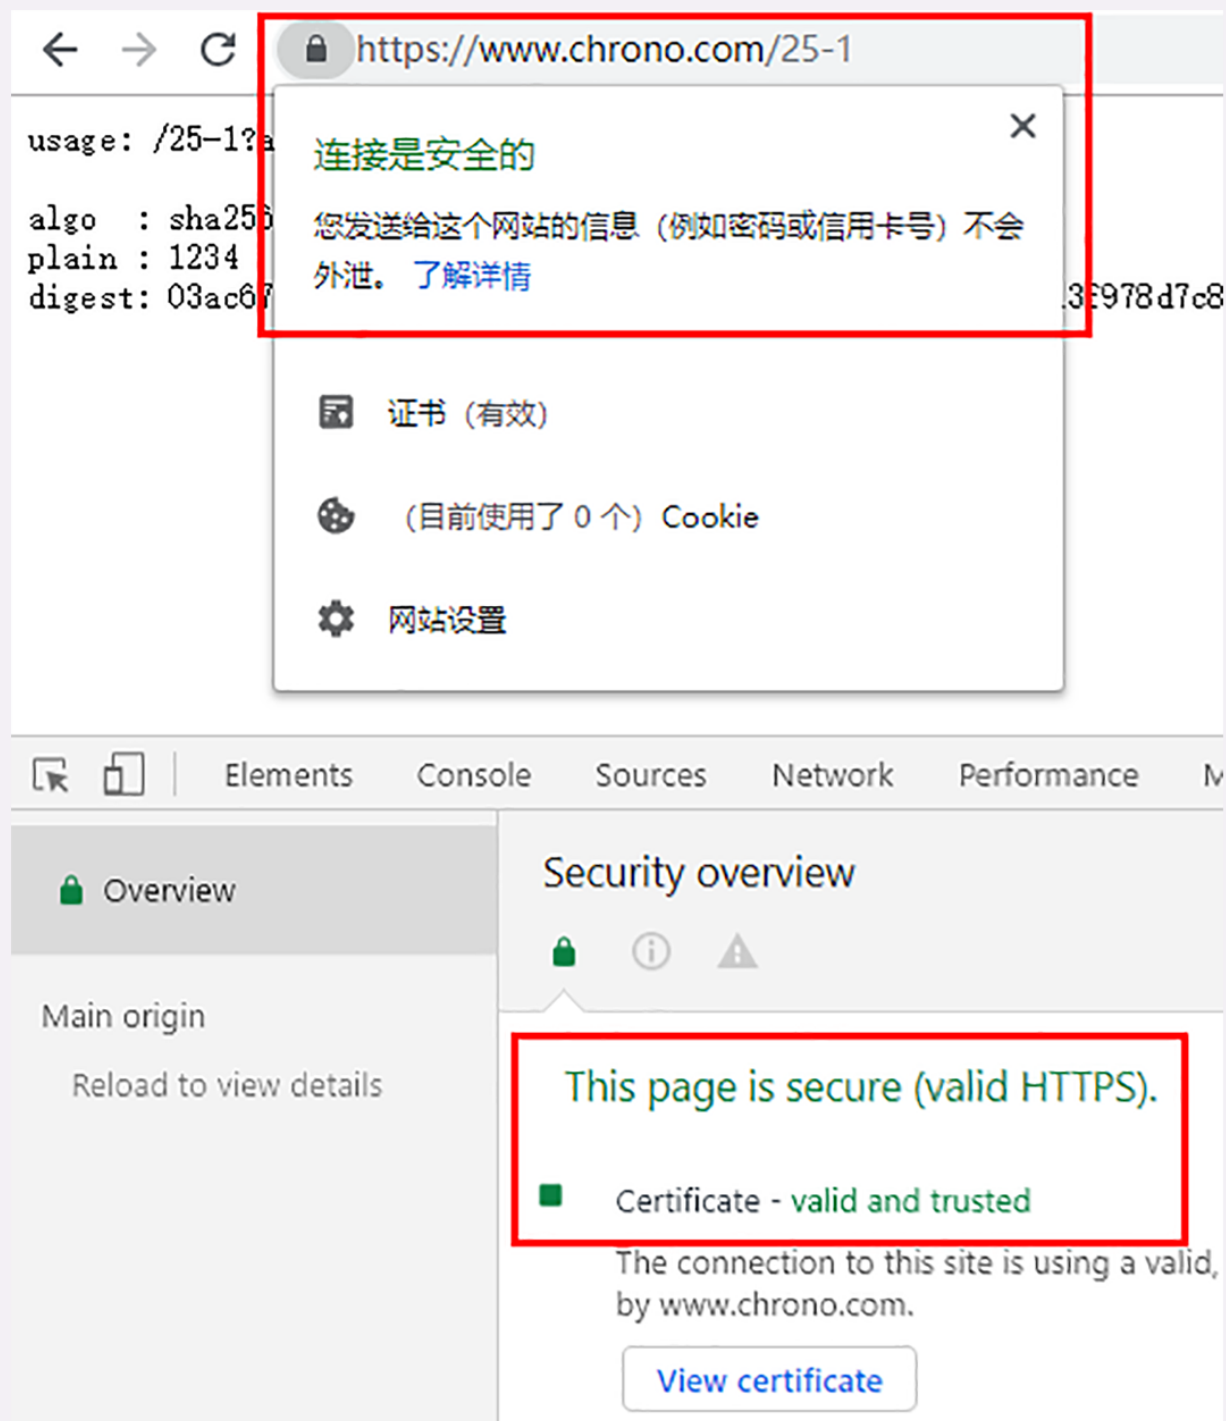 https://www.chrono.com/25-1
usage: /25-1?a
连接是安全的
algo : sha256
您发送给这个网站的信息（例如密码或信用卡号）不会
plain : 1234
外泄。 了解详情
digest: 03ac67 3f978d7c8
证书（有效）
（目前使用了 0 个）Cookie
网站设置
Elements Console Sources Network Performance M
Overview
Security overview
Main origin
Reload to view details
This page is secure (valid HTTPS).
Certificate - valid and trusted
The connection to this site is using a valid,
by www.chrono.com.
View certificate